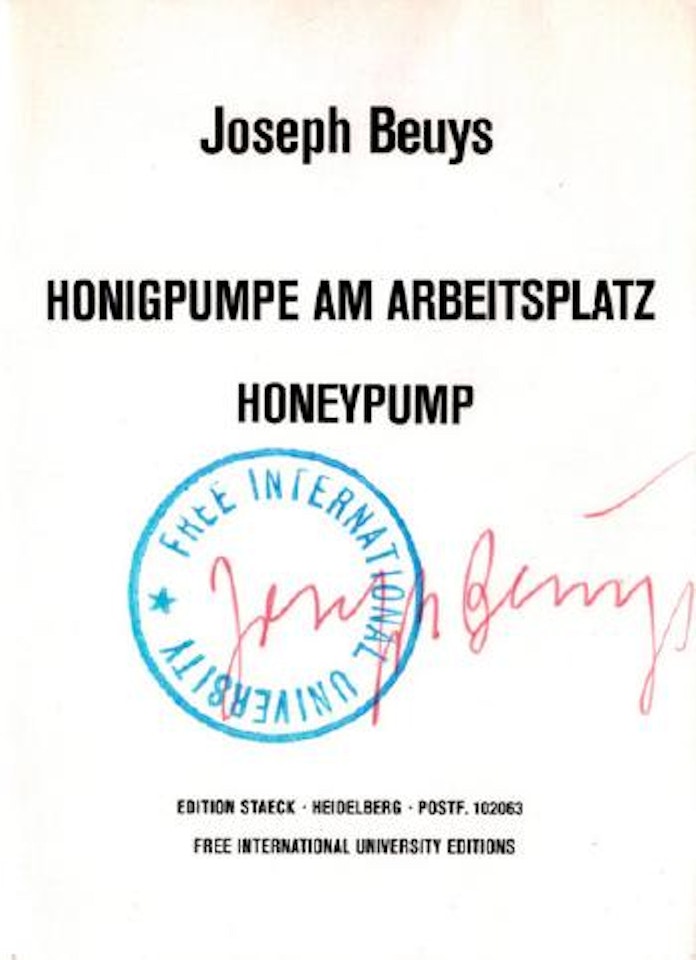 Joseph Beuys
HONIGPUMPE AM ARBEITSPLATZ
HONEYPUMP
FREE INTERNATIONAL UNIVERSITY ★
Joseph Beuys
EDITION STAECK · HEIDELBERG · POSTF. 102063
FREE INTERNATIONAL UNIVERSITY EDITIONS